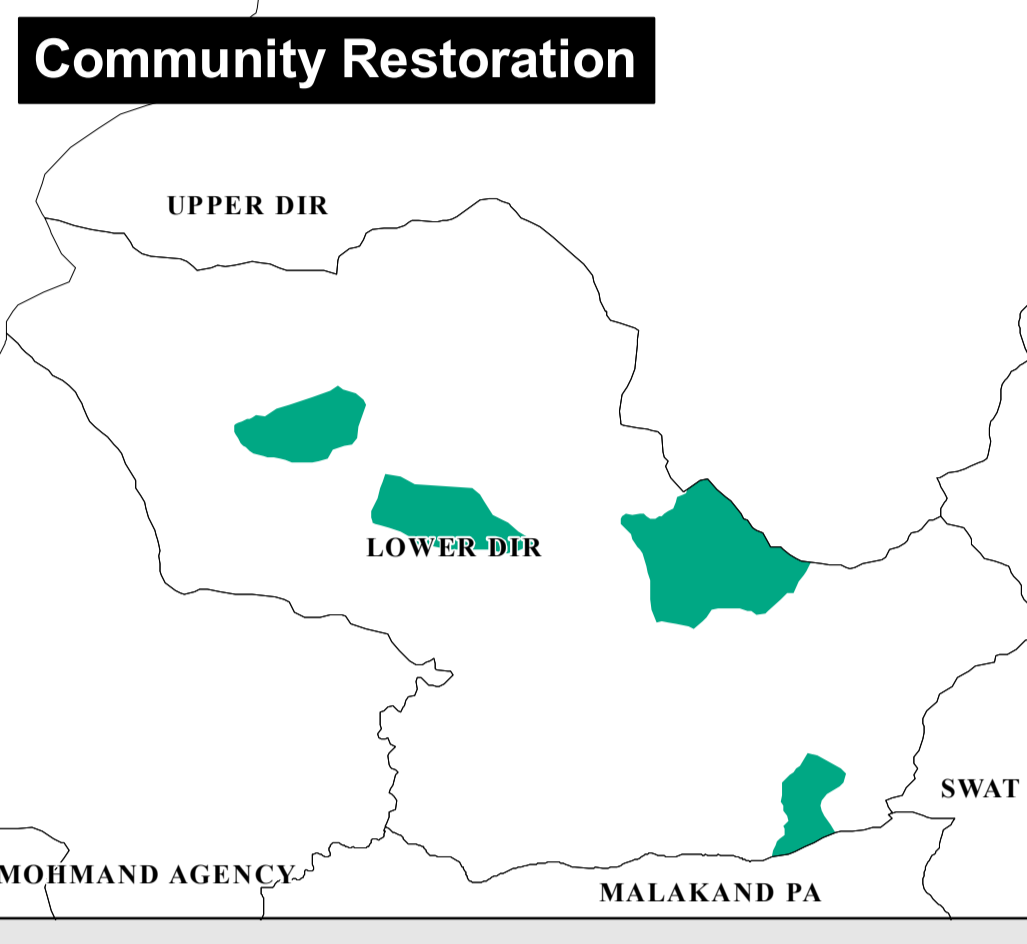 Community Restoration
UPPER DIR
LOWER DIR
SWAT
MOHMAND AGENCY
MALAKAND PA